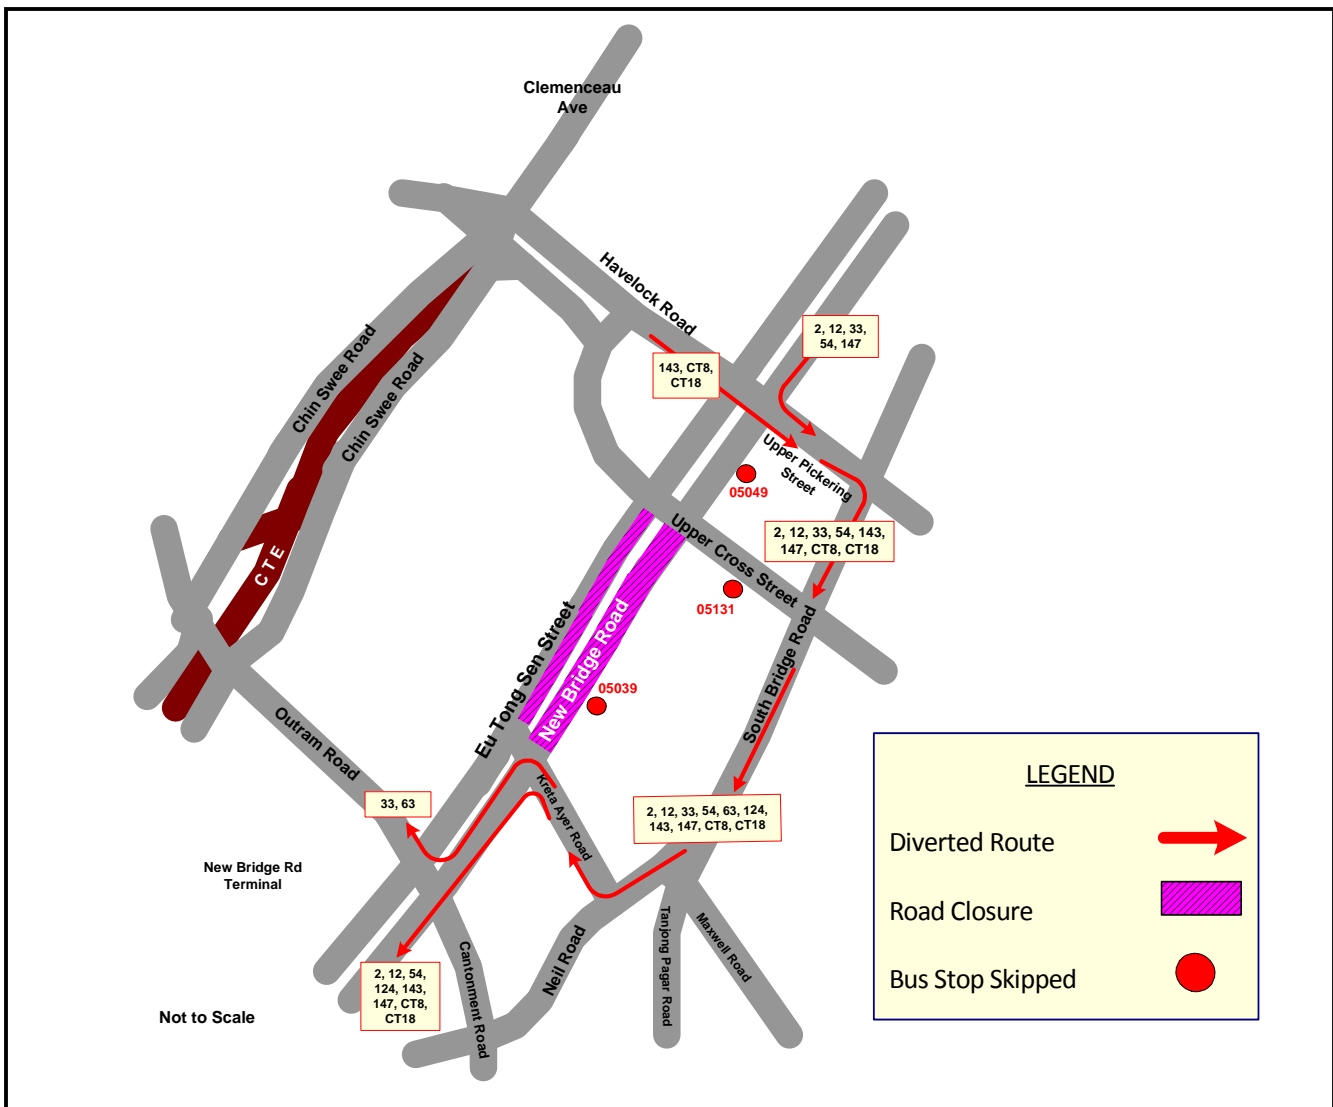 Clemenceau
Ave
Havelock Road
2, 12, 33,
54, 147
143, CT8,
CT18
Chin Swee Road
Chin Swee Road
Upper Pickering
Street
05049
2, 12, 33, 54, 143,
147, CT8, CT18
Upper Cross Street
CTE
05131
Eu Tong Sen Street
New Bridge Road
05039
South Bridge Road
Outram Road
LEGEND
Diverted Route
Road Closure
Bus Stop Skipped
33, 63
Kreta Ayer Road
2, 12, 33, 54, 63, 124,
143, 147, CT8, CT18
New Bridge Rd
Terminal
Neil Road
Tanjong Pagar Road
Maxwell Road
Cantonment Road
2, 12, 54,
124, 143,
147, CT8,
CT18
Not to Scale